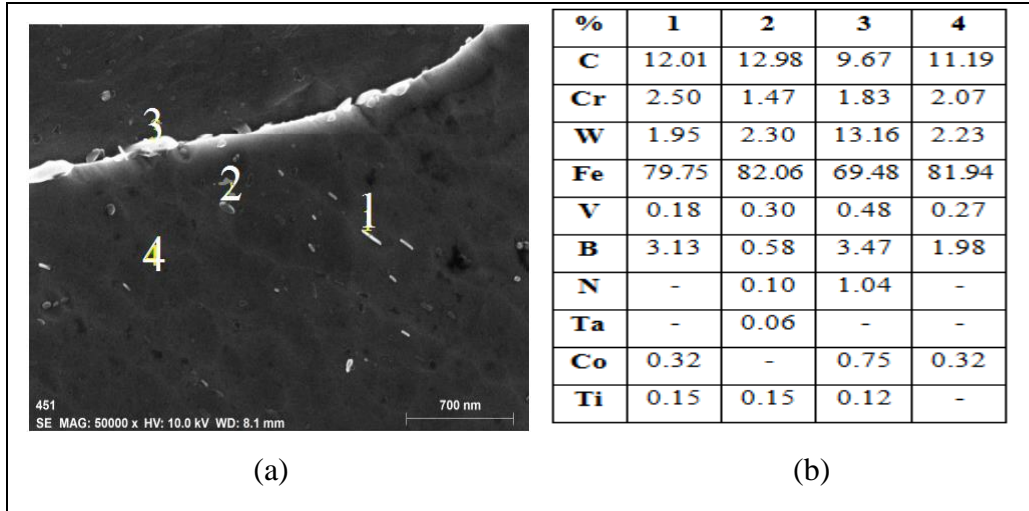 3
2
1
4
451
700 nm
SE MAG: 50000 x HV: 10.0 kV WD: 8.1 mm
(a)
% 1 2 3 4
C 12.01 12.98 9.67 11.19
Cr 2.50 1.47 1.83 2.07
W 1.95 2.30 13.16 2.23
Fe 79.75 82.06 69.48 81.94
V 0.18 0.30 0.48 0.27
B 3.13 0.58 3.47 1.98
N - 0.10 1.04 -
Ta - 0.06 - -
Co 0.32 - 0.75 0.32
Ti 0.15 0.15 0.12 -
(b)